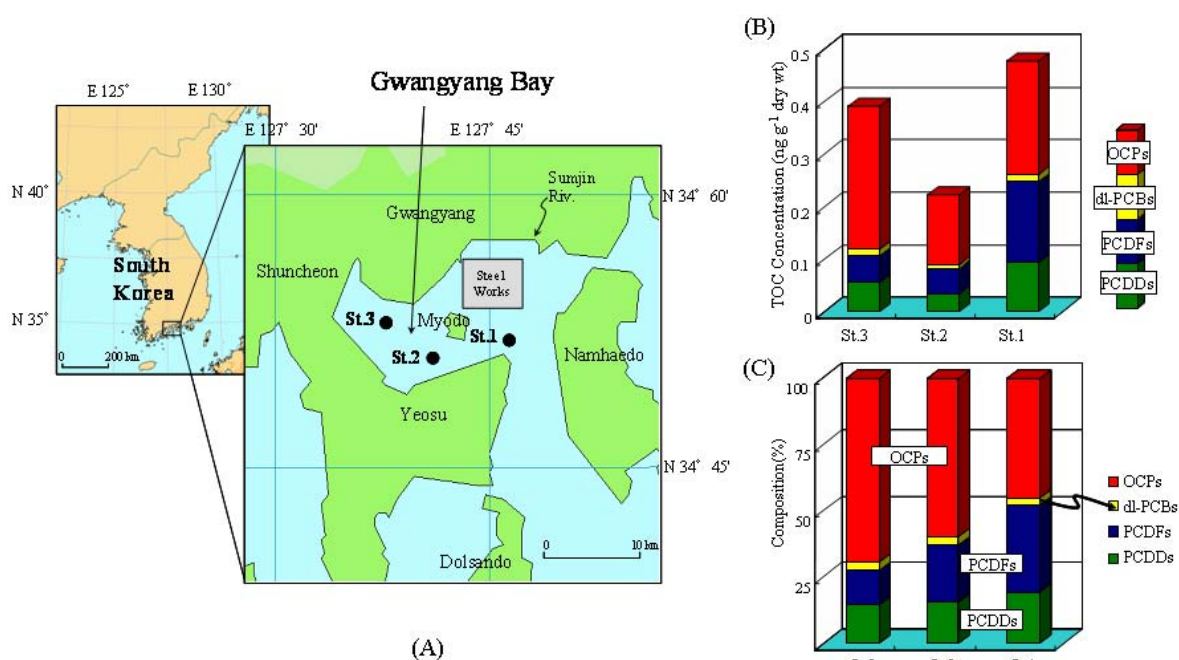 (B)
TOC Concentration (ng g⁻¹ dry wt)
0.5
0.4
0.3
0.2
0.1
0
St.3
St.2
St.1
OCPs
dl-PCBs
PCDFs
PCDDs
E 125°
E 130°
N 40°
N 35°
South
Korea
0
200 km
Gwangyang Bay
E 127° 30'
E 127° 45'
Sumjin
Riv.
N 34° 60'
Gwangyang
Shuncheon
Steel
Works
St.3
Myodo
St.1
St.2
Namhaedo
Yeosu
N 34° 45'
0
10 km
Dolsando
(A)
(C)
Composition(%)
100
75
50
25
OCPs
PCDFs
PCDDs
OCPs
dl-PCBs
PCDFs
PCDDs